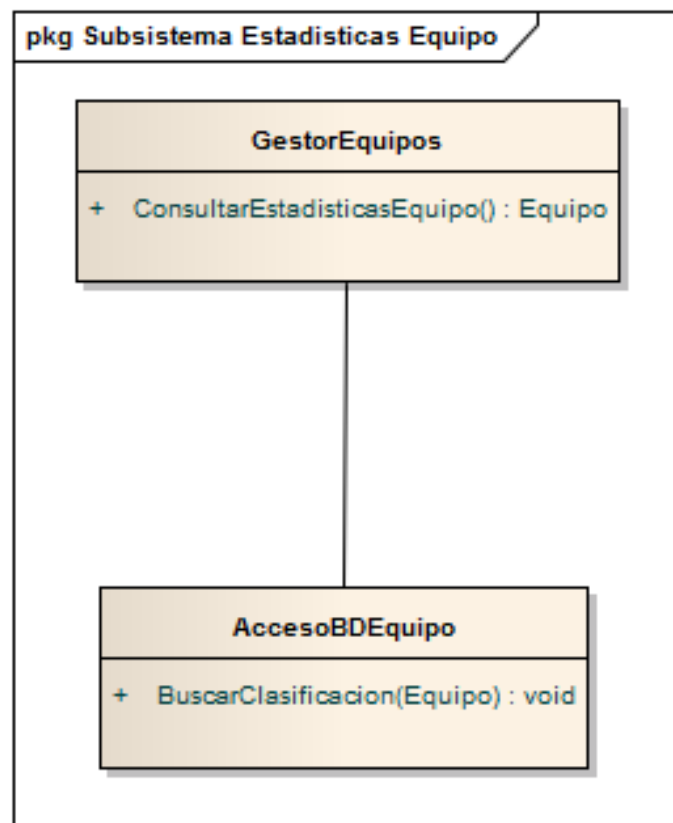 pkg Subsistema Estadisticas Equipo
GestorEquipos
+ ConsultarEstadisticasEquipo() : Equipo
AccesoBDEquipo
+ BuscarClasificacion(Equipo) : void